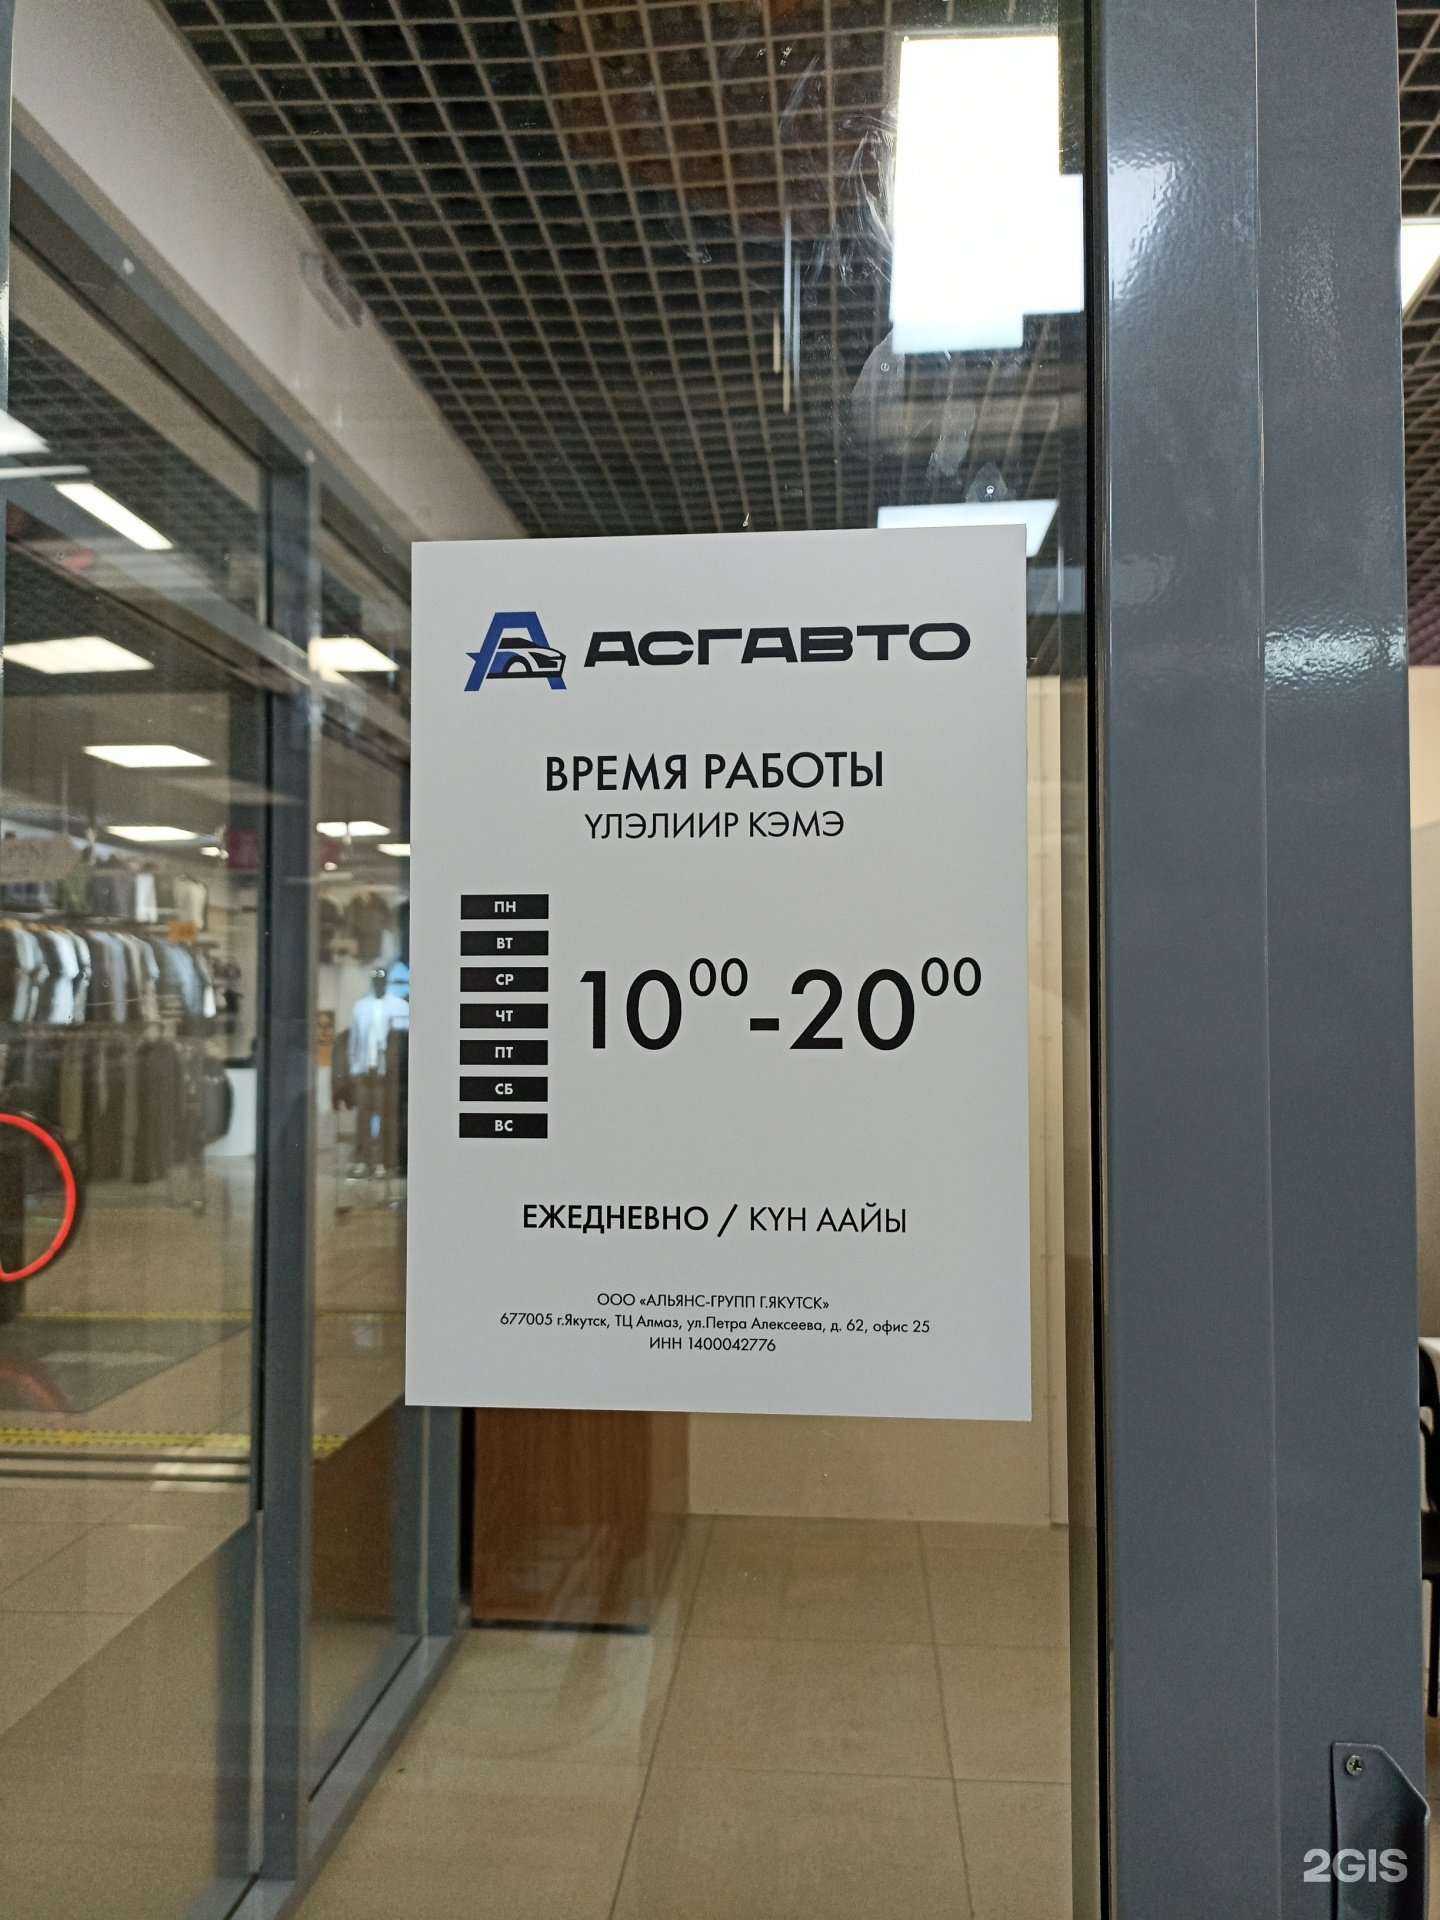 АСГАВТО
ВРЕМЯ РАБОТЫ
ҮЛЭЛИИР КЭМЭ
ПН
ВТ
СР
ЧТ
ПТ
СБ
ВС
10⁰⁰-20⁰⁰
ЕЖЕДНЕВНО / КҮН ААЙЫ
ООО «АЛЬЯНС-ГРУПП Г.ЯКУТСК»
677005 г.Якутск, ТЦ Алмаз, ул.Петра Алексеева, д. 62, офис 25
ИНН 1400042776
2GIS